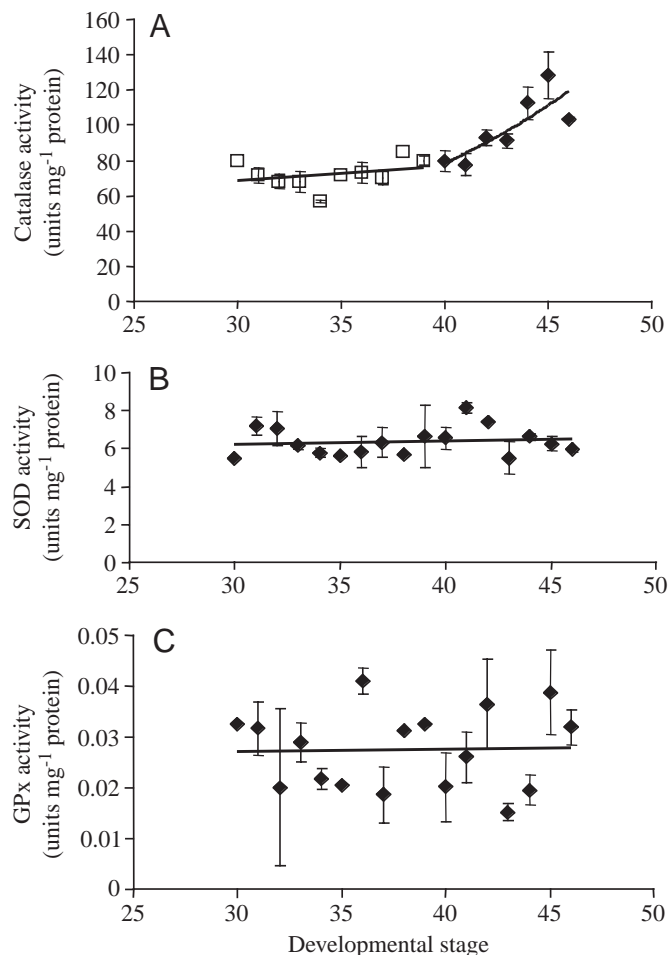 A
Catalase activity
(units mg-1 protein)
160
140
120
100
80
60
40
20
0
25 30 35 40 45 50
B
SOD activity
(units mg-1 protein)
10
8
6
4
2
0
25 30 35 40 45 50
C
GPx activity
(units mg-1 protein)
0.05
0.04
0.03
0.02
0.01
0
25 30 35 40 45 50
Developmental stage